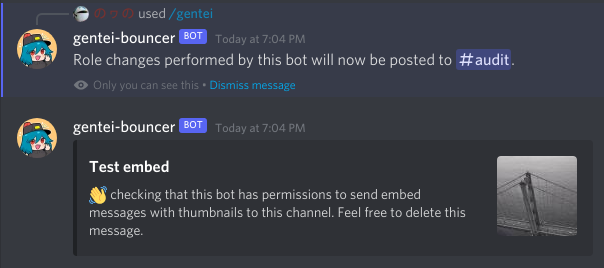 のヮの used /gentei
gentei-bouncer BOT Today at 7:04 PM
Role changes performed by this bot will now be posted to #audit.
Only you can see this • Dismiss message
gentei-bouncer BOT Today at 7:04 PM
Test embed
👋 checking that this bot has permissions to send embed
messages with thumbnails to this channel. Feel free to delete this
message.